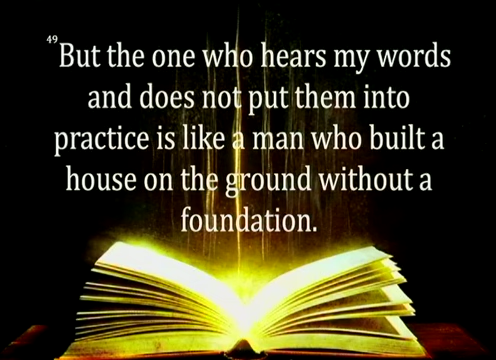 49 But the one who hears my words
and does not put them into
practice is like a man who built a
house on the ground without a
foundation.